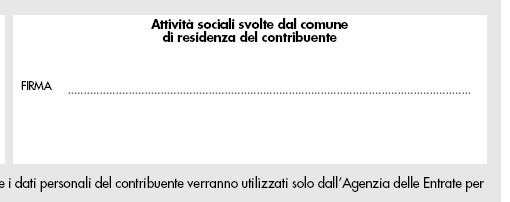 Attività sociali svolte dal comune
di residenza del contribuente
FIRMA ................................................................................
e i dati personali del contribuente verranno utilizzati solo dall'Agenzia delle Entrate per